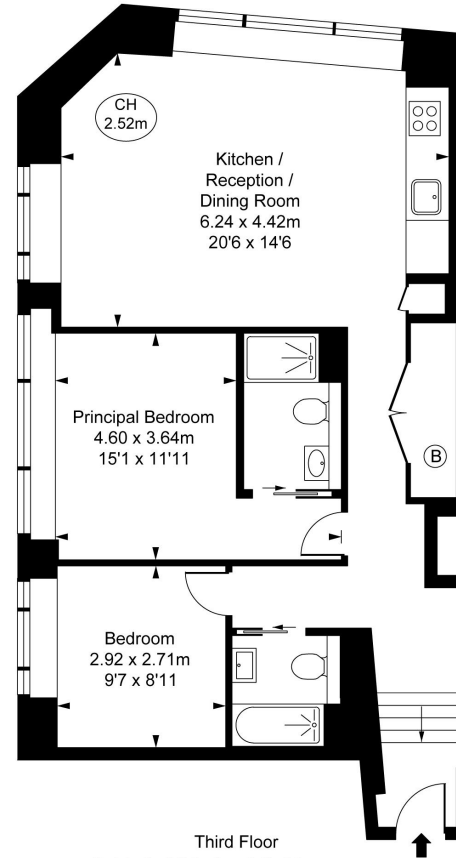 CH
2.52m
Kitchen /
Reception /
Dining Room
6.24 x 4.42m
20'6 x 14'6
Principal Bedroom
4.60 x 3.64m
15'1 x 11'11
B
Bedroom
2.92 x 2.71m
9'7 x 8'11
Third Floor